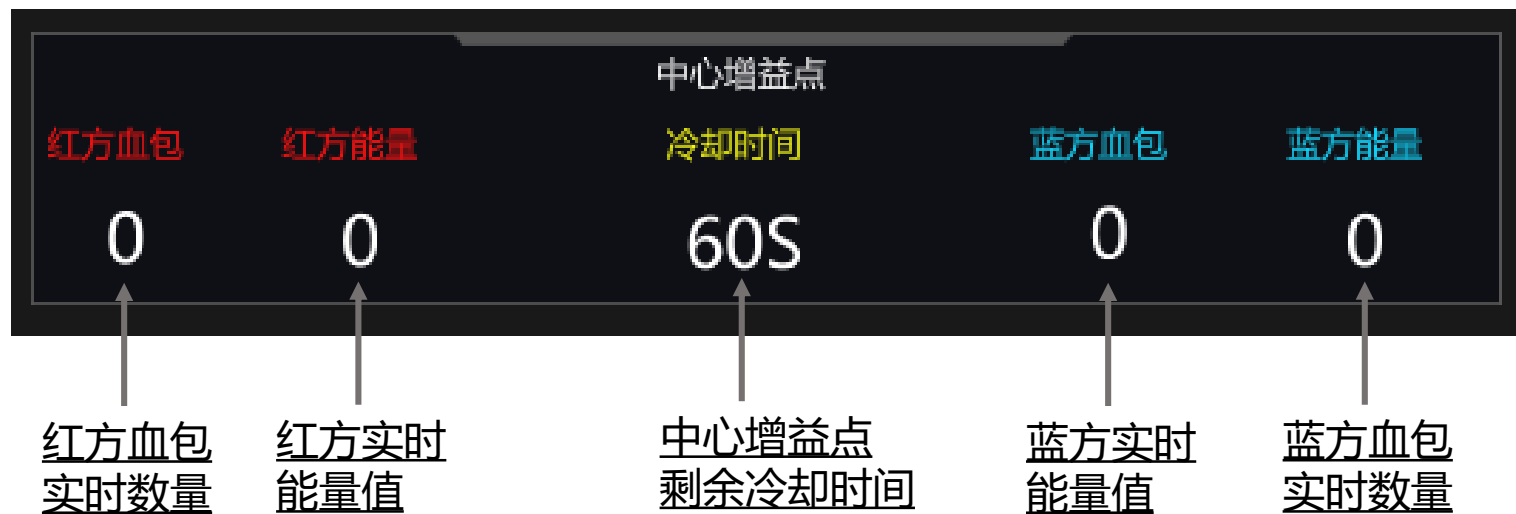 中心增益点
红方血包 红方能量 冷却时间 蓝方血包 蓝方能量
0 0 60S 0 0
红方血包 红方实时 中心增益点 蓝方实时 蓝方血包
实时数量 能量值 剩余冷却时间 能量值 实时数量